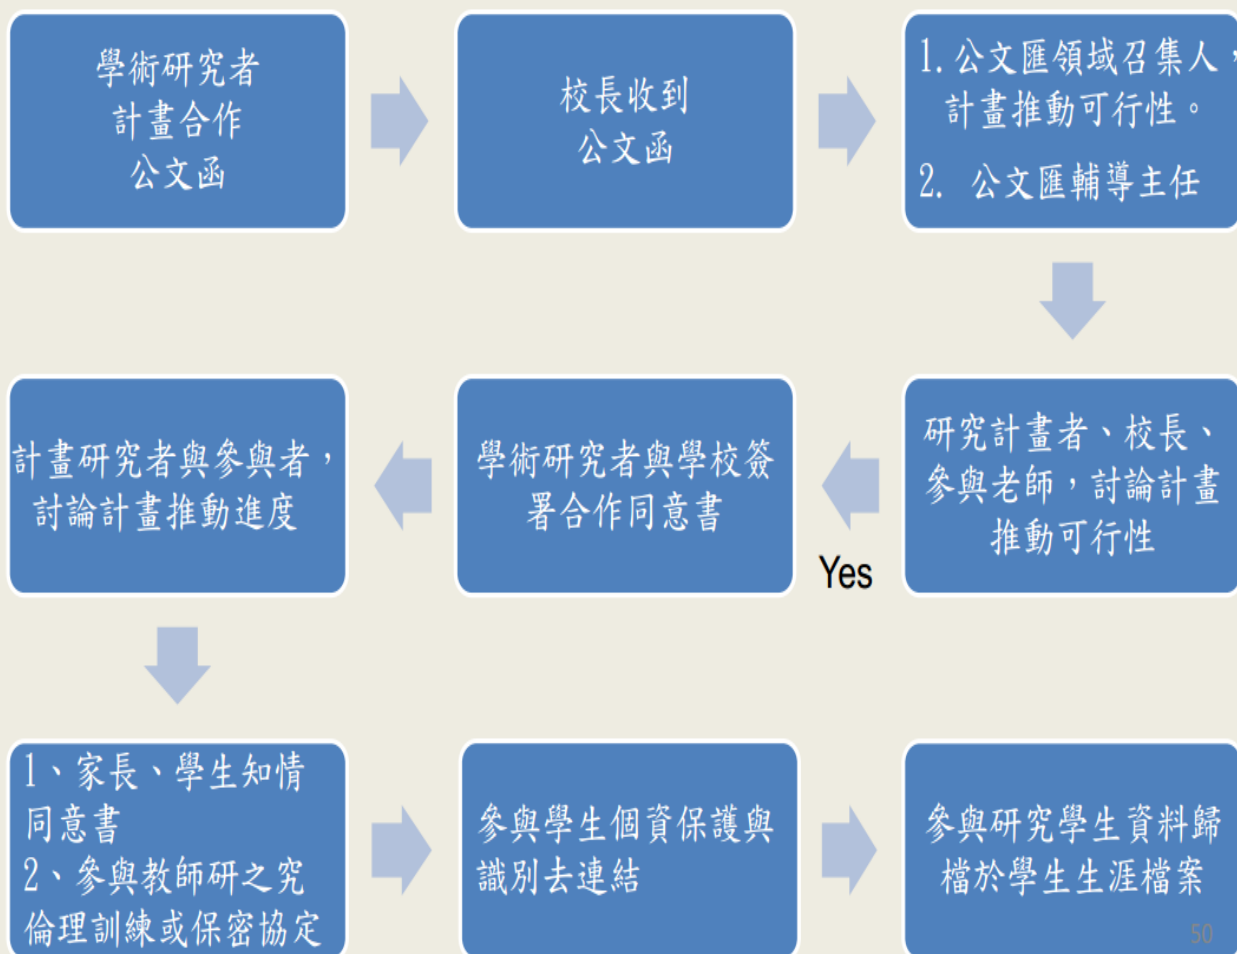 學術研究者
計畫合作
公文函
校長收到
公文函
1. 公文匯領域召集人，
計畫推動可行性。
2. 公文匯輔導主任
研究計畫者、校長、
參與老師，討論計畫
推動可行性
Yes
學術研究者與學校簽
署合作同意書
計畫研究者與參與者，
討論計畫推動進度
1、家長、學生知情
同意書
2、參與教師研之究
倫理訓練或保密協定
參與學生個資保護與
識別去連結
參與研究學生資料歸
檔於學生生涯檔案
50